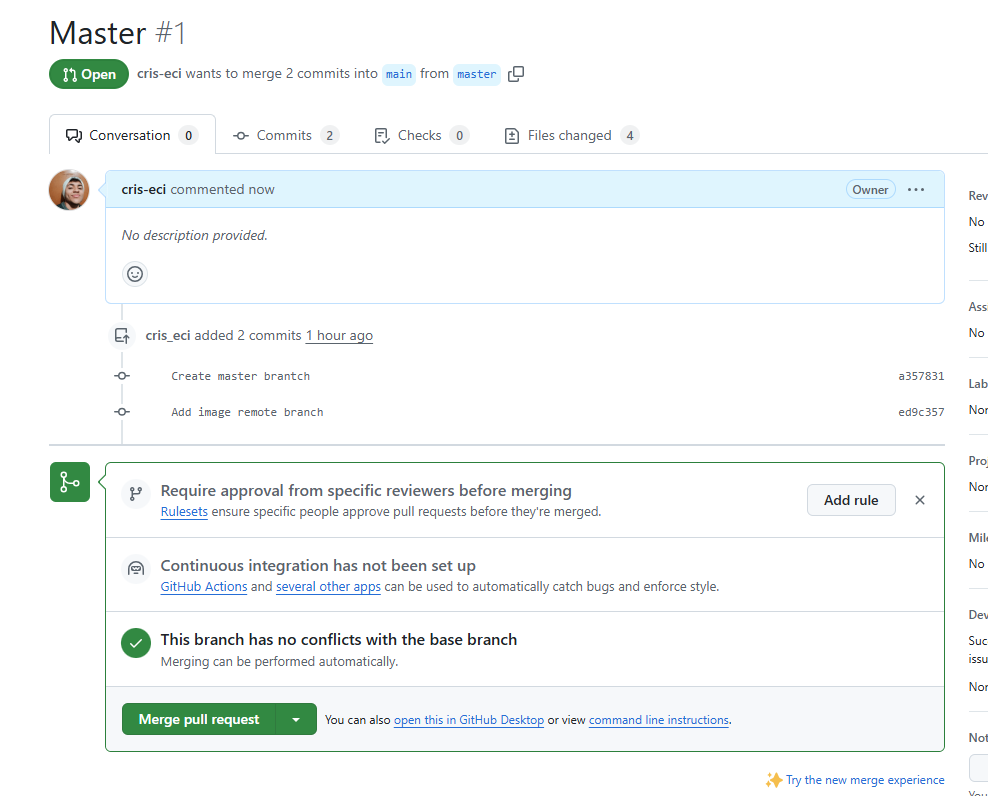 Master #1
Open cris-eci wants to merge 2 commits into main from master
Conversation 0 Commits 2 Checks 0 Files changed 4
cris-eci commented now Owner ...
No description provided.
cris_eci added 2 commits 1 hour ago
Create master brantch a357831
Add image remote branch ed9c357
Require approval from specific reviewers before merging
Rulesets ensure specific people approve pull requests before they're merged.
Add rule
Continuous integration has not been set up
GitHub Actions and several other apps can be used to automatically catch bugs and enforce style.
This branch has no conflicts with the base branch
Merging can be performed automatically.
Merge pull request You can also open this in GitHub Desktop or view command line instructions.
Try the new merge experience
Rev
No
Still
Ass
No
Lab
Non
Proj
Non
Mile
No
Dev
Suc
issu
Non
Not